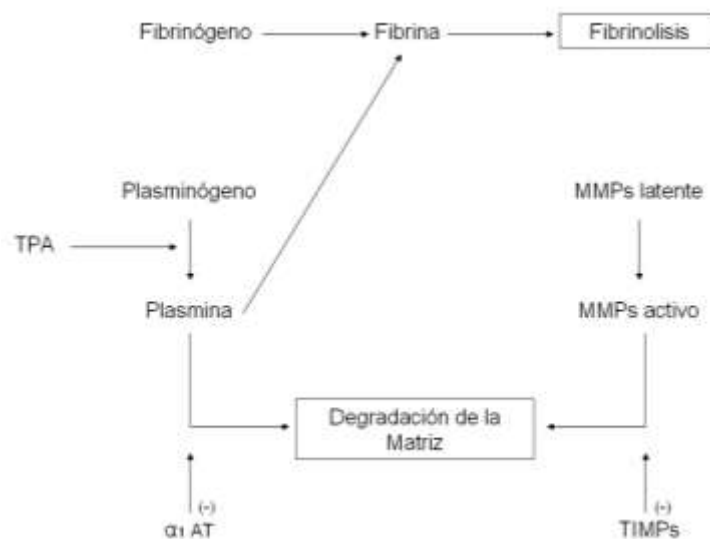 Fibrinógeno
Fibrina
Fibrinolisis
Plasminógeno
MMPs latente
TPA
Plasmina
MMPs activo
Degradación de la
Matriz
(-)
(-)
α1 AT
TIMPs